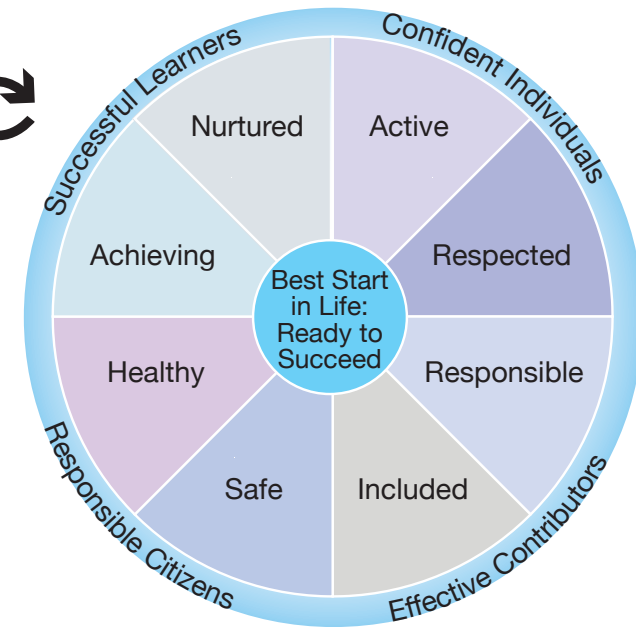 Successful Learners
Confident Individuals
Nurtured
Active
Achieving
Respected
Best Start
in Life:
Ready to
Succeed
Healthy
Responsible
Safe
Included
Responsible Citizens
Effective Contributors